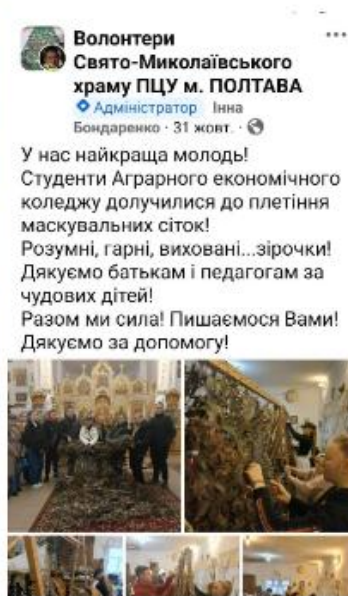 Волонтери
Свято-Миколаївського
храму ПЦУ м. ПОЛТАВА
Адміністратор Інна
Бондаренко · 31 жовт. ·
У нас найкраща молодь!
Студенти Аграрного економічного
коледжу долучилися до плетіння
маскувальних сіток!
Розумні, гарні, виховані...зірочки!
Дякуємо батькам і педагогам за
чудових дітей!
Разом ми сила! Пишаємося Вами!
Дякуємо за допомогу!